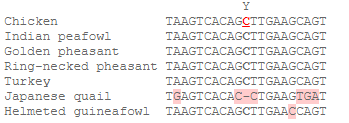 Y
Chicken TAAGTCACAGCTTGAAGCAGT
Indian peafowl TAAGTCACAGCTTGAAGCAGT
Golden pheasant TAAGTCACAGCTTGAAGCAGT
Ring-necked pheasant TAAGTCACAGCTTGAAGCAGT
Turkey TAAGTCACAGCTTGAAGCAGT
Japanese quail TGAGTCACAC-CTGAAGTGAT
Helmeted guineafowl TAAGTCACAGCTTGAACCAGT